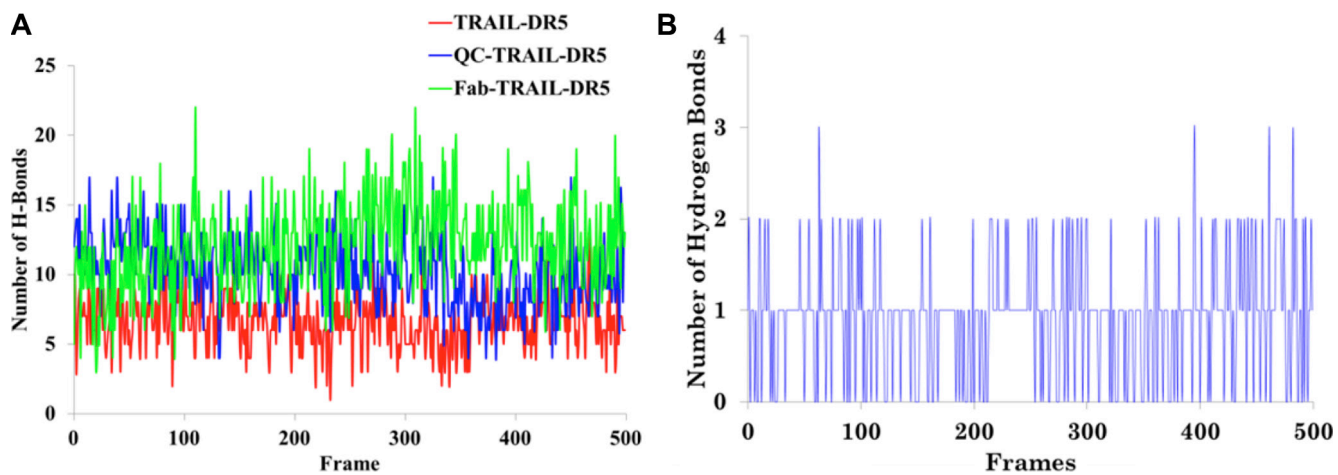 A
TRAIL-DR5
QC-TRAIL-DR5
Fab-TRAIL-DR5
Number of H-Bonds
25
20
15
10
5
0
0 100 200 300 400 500
Frame
B
Number of Hydrogen Bonds
4
3
2
1
0
0 100 200 300 400 500
Frames